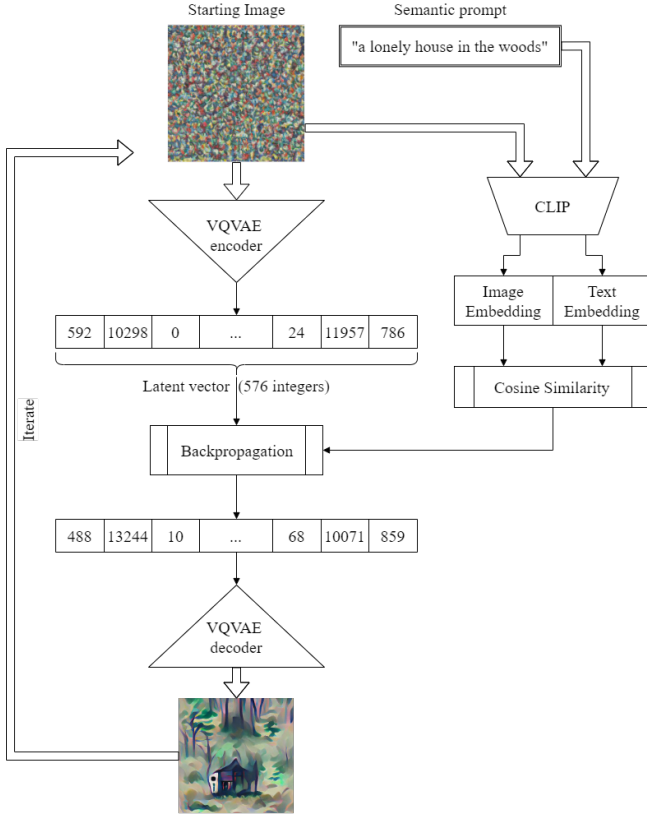 Starting Image
Semantic prompt
"a lonely house in the woods"
CLIP
VQVAE
encoder
Image
Embedding
Text
Embedding
592 10298 0 ... 24 11957 786
Latent vector (576 integers)
Cosine Similarity
Iterate
Backpropagation
488 13244 10 ... 68 10071 859
VQVAE
decoder